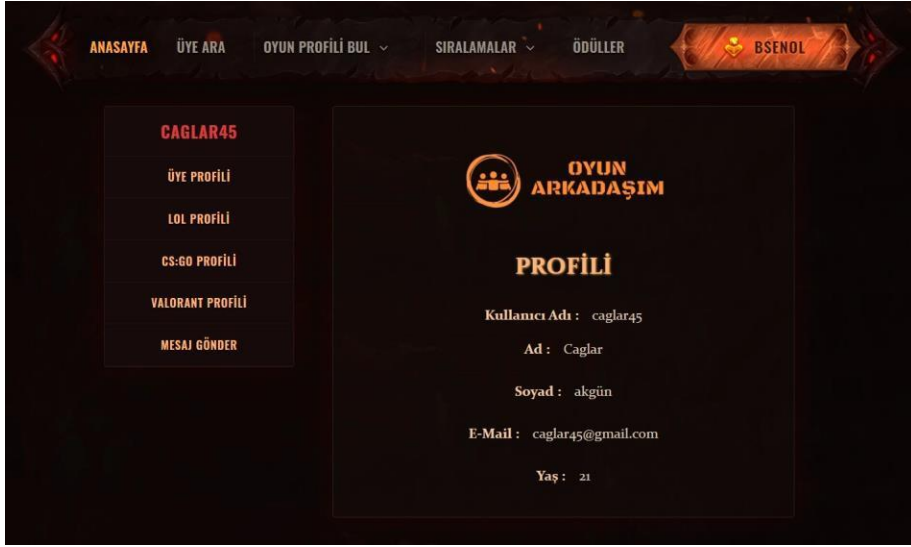 ANASAYFA ÜYE ARA OYUN PROFİLİ BUL SIRALAMALAR ÖDÜLLER BSENOL
CAGLAR45
ÜYE PROFİLİ
LOL PROFİLİ
CS:GO PROFİLİ
VALORANT PROFİLİ
MESAJ GÖNDER
OYUN
ARKADAŞIM
PROFİLİ
Kullanıcı Adı : caglar45
Ad : Caglar
Soyad : akgün
E-Mail : caglar45@gmail.com
Yaş : 21